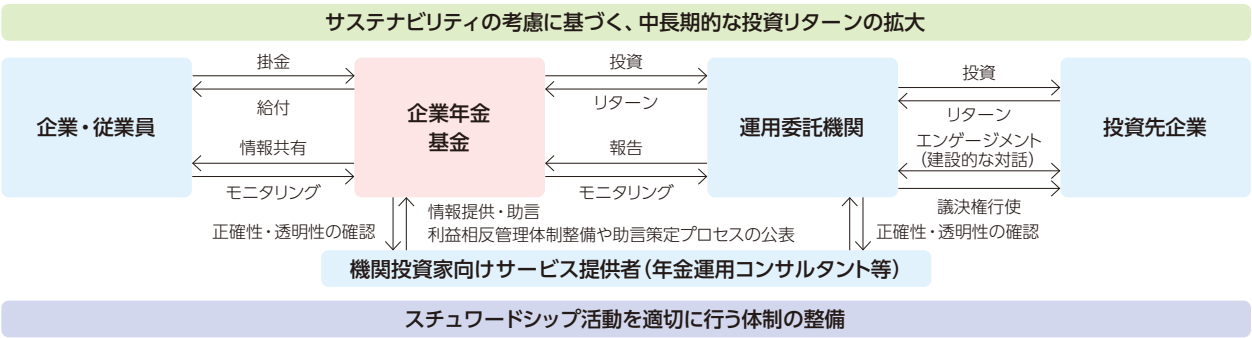 サステナビリティの考慮に基づく、中長期的な投資リターンの拡大
企業・従業員
掛金
給付
情報共有
モニタリング
企業年金
基金
投資
リターン
報告
モニタリング
運用委託機関
投資
リターン
エンゲージメント
（建設的な対話）
議決権行使
投資先企業
正確性・透明性の確認
情報提供・助言
利益相反管理体制整備や助言策定プロセスの公表
正確性・透明性の確認
機関投資家向けサービス提供者（年金運用コンサルタント等）
スチュワードシップ活動を適切に行う体制の整備